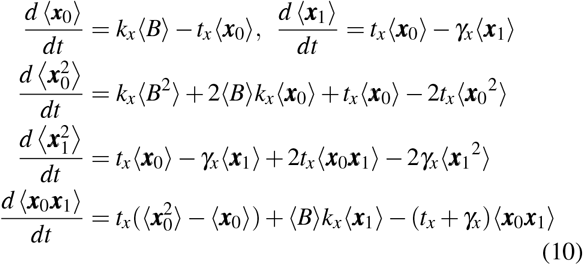 d⟨x₀⟩/dt = kₓ⟨B⟩ − tₓ⟨x₀⟩, d⟨x₁⟩/dt = tₓ⟨x₀⟩ − γₓ⟨x₁⟩
d⟨x₀²⟩/dt = kₓ⟨B²⟩ + 2⟨B⟩kₓ⟨x₀⟩ + tₓ⟨x₀⟩ − 2tₓ⟨x₀²⟩
d⟨x₁²⟩/dt = tₓ⟨x₀⟩ − γₓ⟨x₁⟩ + 2tₓ⟨x₀x₁⟩ − 2γₓ⟨x₁²⟩
d⟨x₀x₁⟩/dt = tₓ(⟨x₀²⟩ − ⟨x₀⟩) + ⟨B⟩kₓ⟨x₁⟩ − (tₓ + γₓ)⟨x₀x₁⟩
(10)